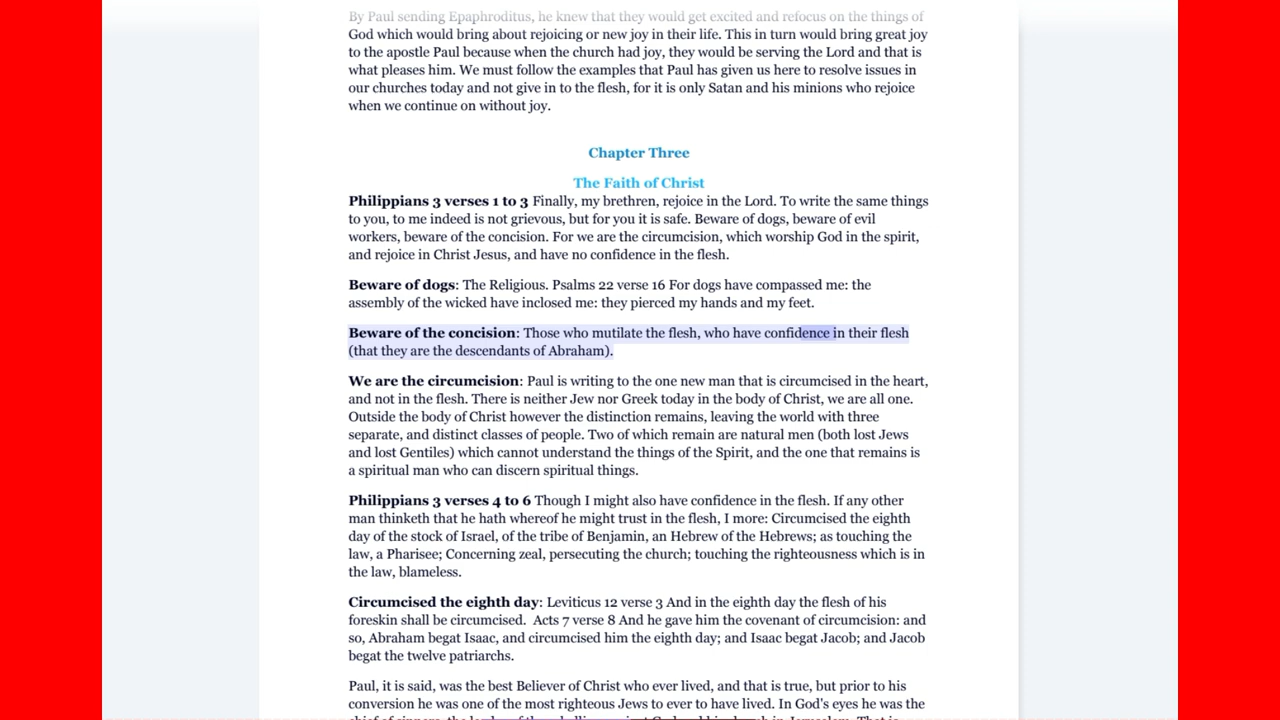 By Paul sending Epaphroditus, he knew that they would get excited and refocus on the things of
God which would bring about rejoicing or new joy in their life. This in turn would bring great joy
to the apostle Paul because when the church had joy, they would be serving the Lord and that is
what pleases him. We must follow the examples that Paul has given us here to resolve issues in
our churches today and not give in to the flesh, for it is only Satan and his minions who rejoice
when we continue on without joy.
Chapter Three
The Faith of Christ
Philippians 3 verses 1 to 3 Finally, my brethren, rejoice in the Lord. To write the same things
to you, to me indeed is not grievous, but for you it is safe. Beware of dogs, beware of evil
workers, beware of the concision. For we are the circumcision, which worship God in the spirit,
and rejoice in Christ Jesus, and have no confidence in the flesh.
Beware of dogs: The Religious. Psalms 22 verse 16 For dogs have compassed me: the
assembly of the wicked have inclosed me: they pierced my hands and my feet.
Beware of the concision: Those who mutilate the flesh, who have confidence in their flesh
(that they are the descendants of Abraham).
We are the circumcision: Paul is writing to the one new man that is circumcised in the heart,
and not in the flesh. There is neither Jew nor Greek today in the body of Christ, we are all one.
Outside the body of Christ however the distinction remains, leaving the world with three
separate, and distinct classes of people. Two of which remain are natural men (both lost Jews
and lost Gentiles) which cannot understand the things of the Spirit, and the one that remains is
a spiritual man who can discern spiritual things.
Philippians 3 verses 4 to 6 Though I might also have confidence in the flesh. If any other
man thinketh that he hath whereof he might trust in the flesh, I more: Circumcised the eighth
day of the stock of Israel, of the tribe of Benjamin, an Hebrew of the Hebrews; as touching the
law, a Pharisee; Concerning zeal, persecuting the church; touching the righteousness which is in
the law, blameless.
Circumcised the eighth day: Leviticus 12 verse 3 And in the eighth day the flesh of his
foreskin shall be circumcised. Acts 7 verse 8 And he gave him the covenant of circumcision: and
so, Abraham begat Isaac, and circumcised him the eighth day; and Isaac begat Jacob; and Jacob
begat the twelve patriarchs.
Paul, it is said, was the best Believer of Christ who ever lived, and that is true, but prior to his
conversion he was one of the most righteous Jews to ever to have lived. In God's eyes he was the